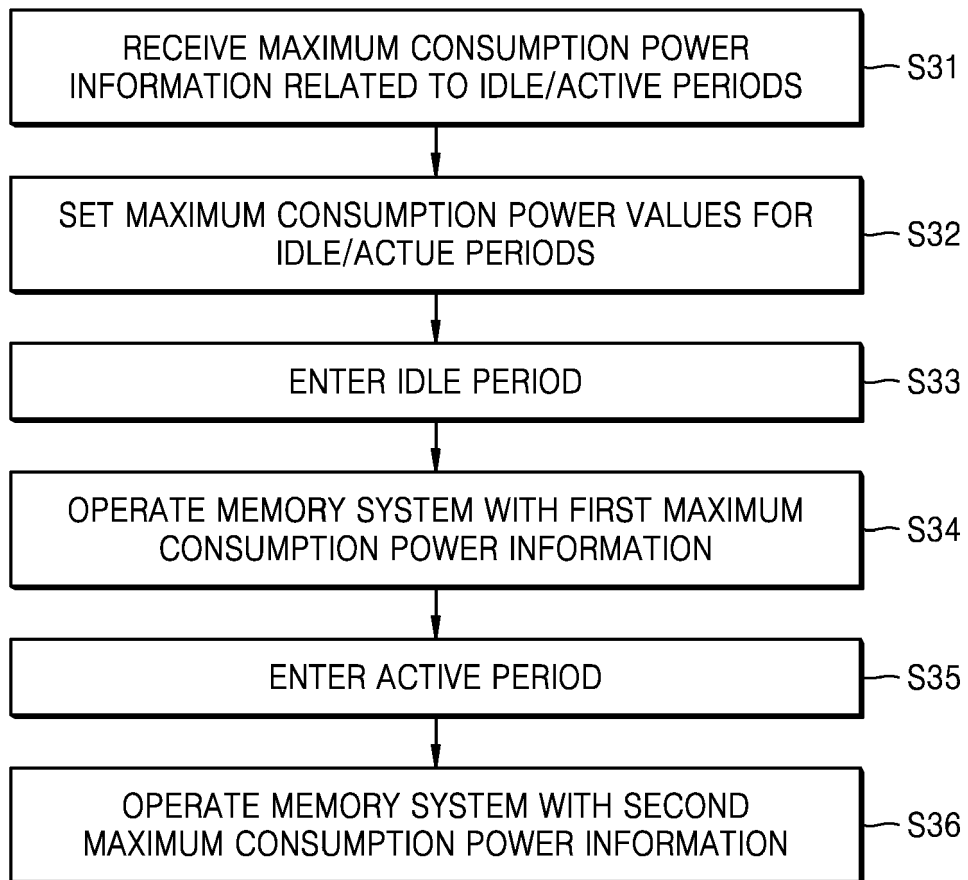 RECEIVE MAXIMUM CONSUMPTION POWER
INFORMATION RELATED TO IDLE/ACTIVE PERIODS
S31
SET MAXIMUM CONSUMPTION POWER VALUES FOR
IDLE/ACTUE PERIODS
S32
ENTER IDLE PERIOD
S33
OPERATE MEMORY SYSTEM WITH FIRST MAXIMUM
CONSUMPTION POWER INFORMATION
S34
ENTER ACTIVE PERIOD
S35
OPERATE MEMORY SYSTEM WITH SECOND
MAXIMUM CONSUMPTION POWER INFORMATION
S36